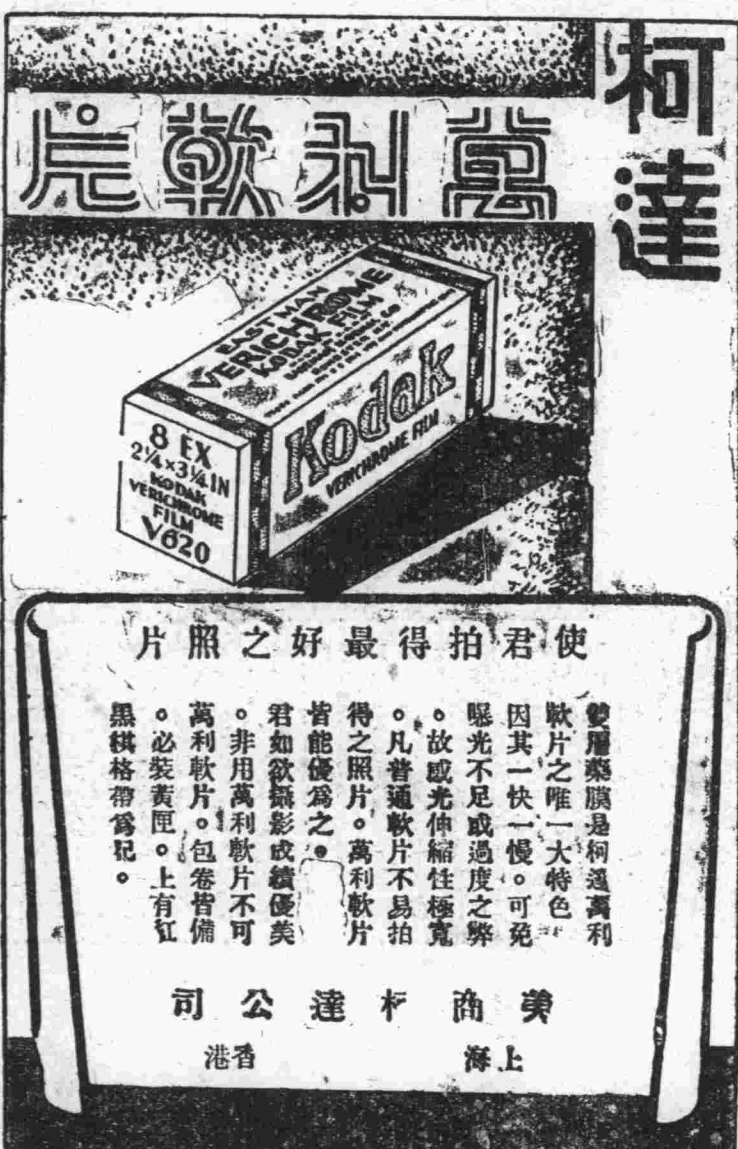 柯達
萬利軟片
EASTMAN
VERICHROME
KODAK FILM
Kodak
VERICHROME FILM
8 EX
2¼×3¼ IN
KODAK
VERICHROME
FILM
V620
使君拍得最好之照片
雙層藥膜是柯達萬利
軟片之唯一大特色。
因其一快一慢。可免
曝光不足或過度之弊
。故感光伸縮性極寬
。凡普通軟片不易拍
得之照片。萬利軟片
皆能優爲之。
君如欲攝影成績優美
。非用萬利軟片不可
萬利軟片。包卷皆備
。必裝黃匣。上有紅
黑棋格帶爲記。
美商柯達公司
上海 香港